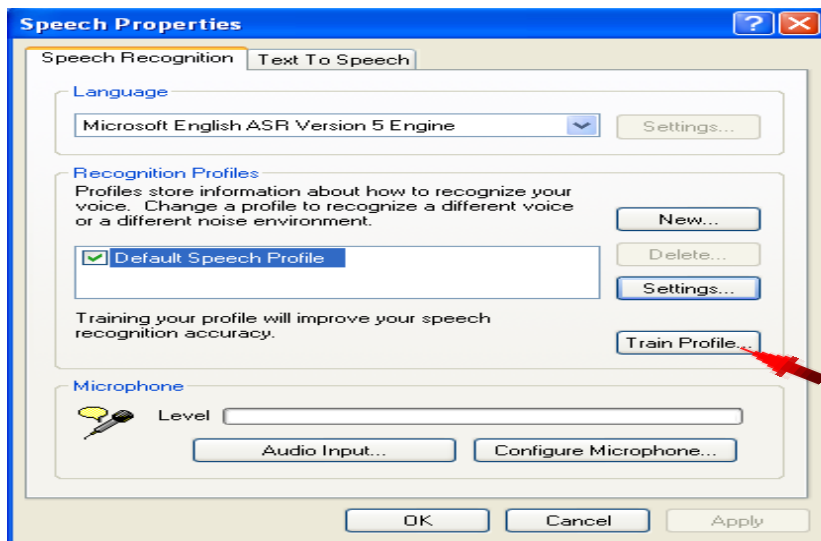 Speech Properties
Speech Recognition
Text To Speech
Language
Microsoft English ASR Version 5 Engine
Settings...
Recognition Profiles
Profiles store information about how to recognize your
voice. Change a profile to recognize a different voice
or a different noise environment.
New...
Default Speech Profile
Delete...
Settings...
Training your profile will improve your speech
recognition accuracy.
Train Profile...
Microphone
Level
Audio Input...
Configure Microphone...
OK
Cancel
Apply